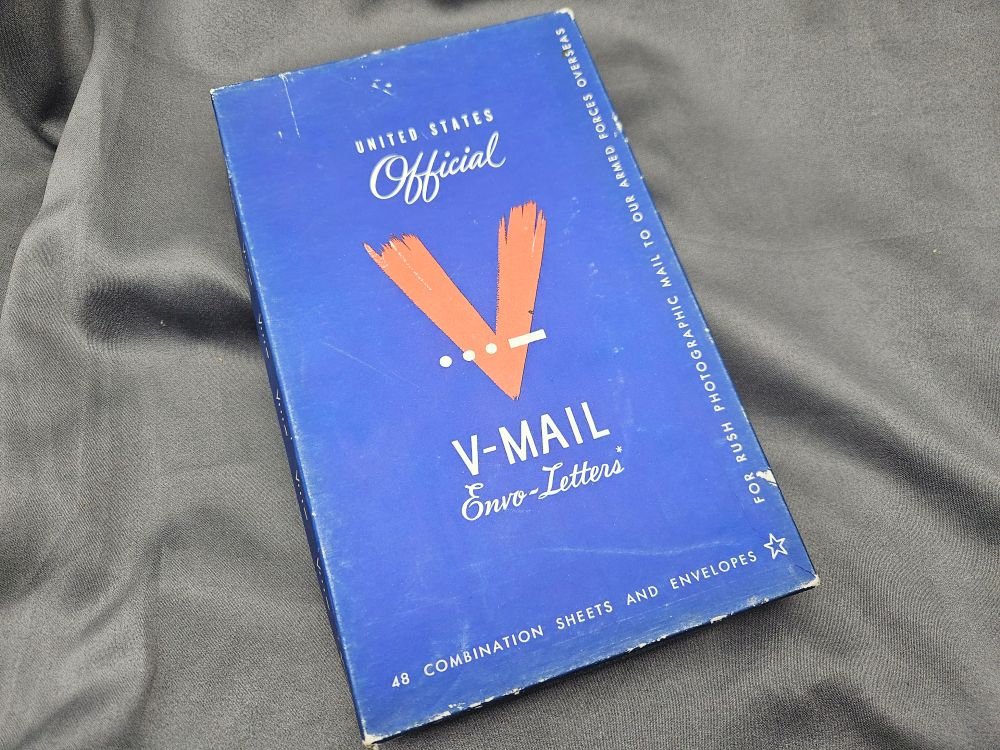 UNITED STATES
Official
V
V-MAIL
Envo-Letters*
48 COMBINATION SHEETS AND ENVELOPES
FOR RUSH PHOTOGRAPHIC MAIL TO OUR ARMED FORCES OVERSEAS